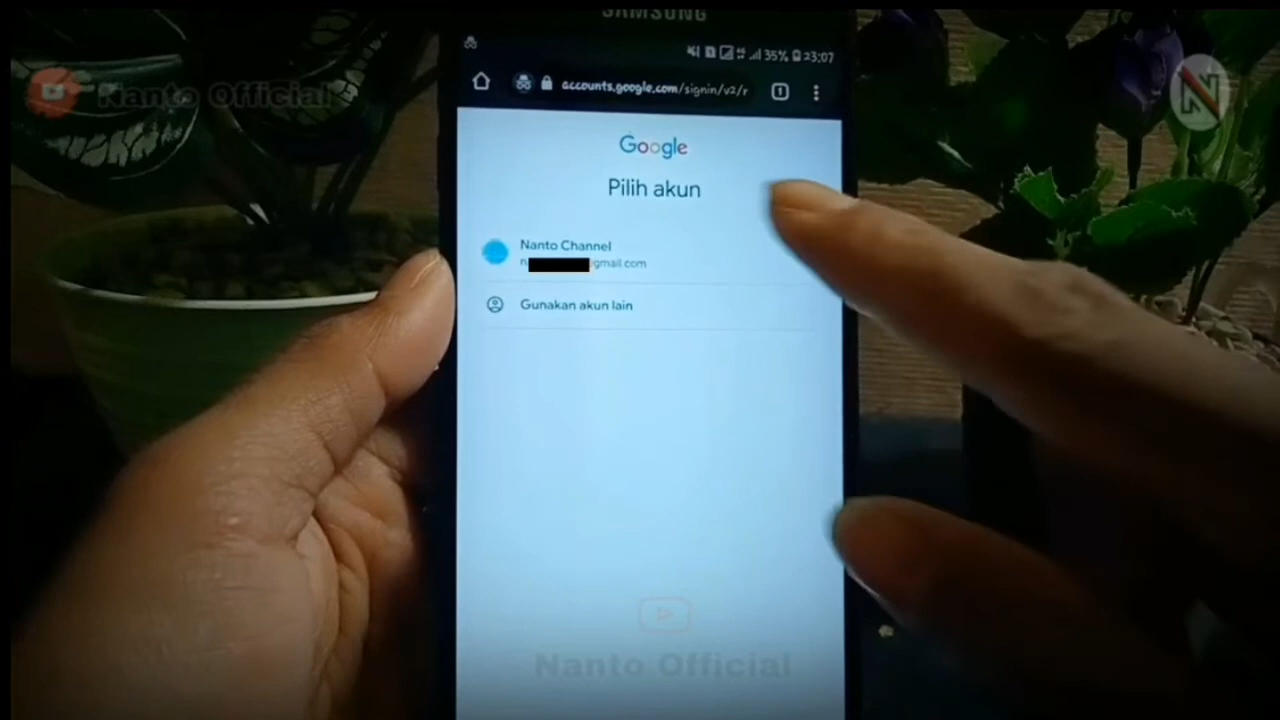 SAMSUNG
35% 23:07
accounts.google.com/signin/v2/r
1
Google
Pilih akun
Nanto Channel
n
gmail.com
Gunakan akun lain
Nanto Official
Nanto Official
N